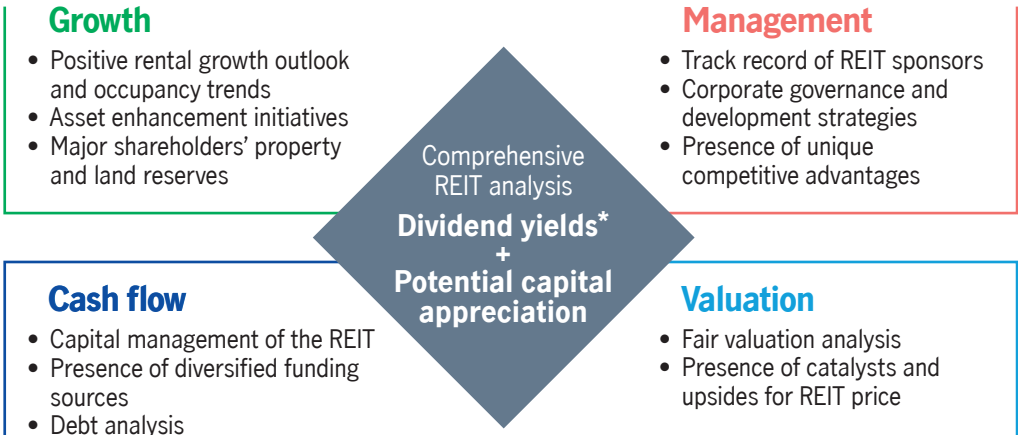 Growth
• Positive rental growth outlook
and occupancy trends
• Asset enhancement initiatives
• Major shareholders’ property
and land reserves
Management
• Track record of REIT sponsors
• Corporate governance and
development strategies
• Presence of unique
competitive advantages
Comprehensive
REIT analysis
Dividend yields*
+
Potential capital
appreciation
Cash flow
• Capital management of the REIT
• Presence of diversified funding
sources
• Debt analysis
Valuation
• Fair valuation analysis
• Presence of catalysts and
upsides for REIT price